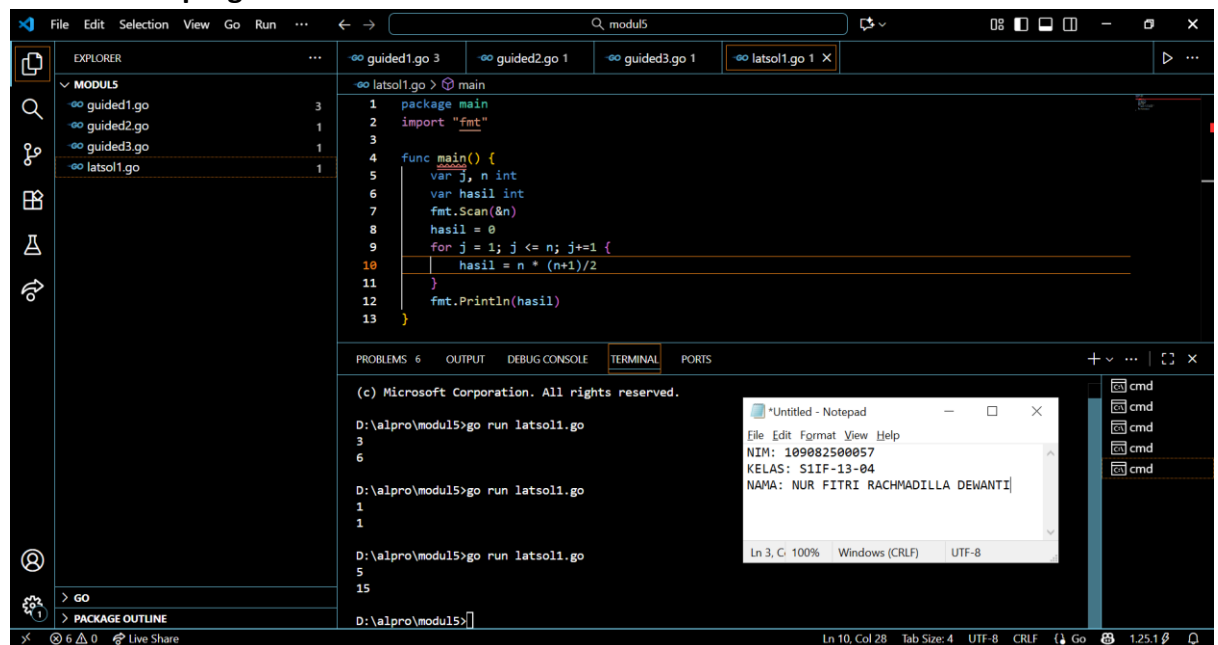 File Edit Selection View Go Run ··· modul5
EXPLORER ···
guided1.go 3 guided2.go 1 guided3.go 1 latsol1.go 1
MODUL5
guided1.go 3
guided2.go 1
guided3.go 1
latsol1.go 1
latsol1.go > main
1 package main
2 import "fmt"
3
4 func main() {
5 var j, n int
6 var hasil int
7 fmt.Scan(&n)
8 hasil = 0
9 for j = 1; j <= n; j+=1 {
10 hasil = n * (n+1)/2
11 }
12 fmt.Println(hasil)
13 }
PROBLEMS 6 OUTPUT DEBUG CONSOLE TERMINAL PORTS
(c) Microsoft Corporation. All rights reserved.
D:\alpro\modul5>go run latsol1.go
3
6
D:\alpro\modul5>go run latsol1.go
1
1
D:\alpro\modul5>go run latsol1.go
5
15
D:\alpro\modul5>
cmd
cmd
cmd
cmd
cmd
*Untitled - Notepad
File Edit Format View Help
NIM: 109082500057
KELAS: S1IF-13-04
NAMA: NUR FITRI RACHMADILLA DEWANTI
Ln 3, C 100% Windows (CRLF) UTF-8
> GO
> PACKAGE OUTLINE
6 0 Live Share Ln 10, Col 28 Tab Size: 4 UTF-8 CRLF Go 1.25.1